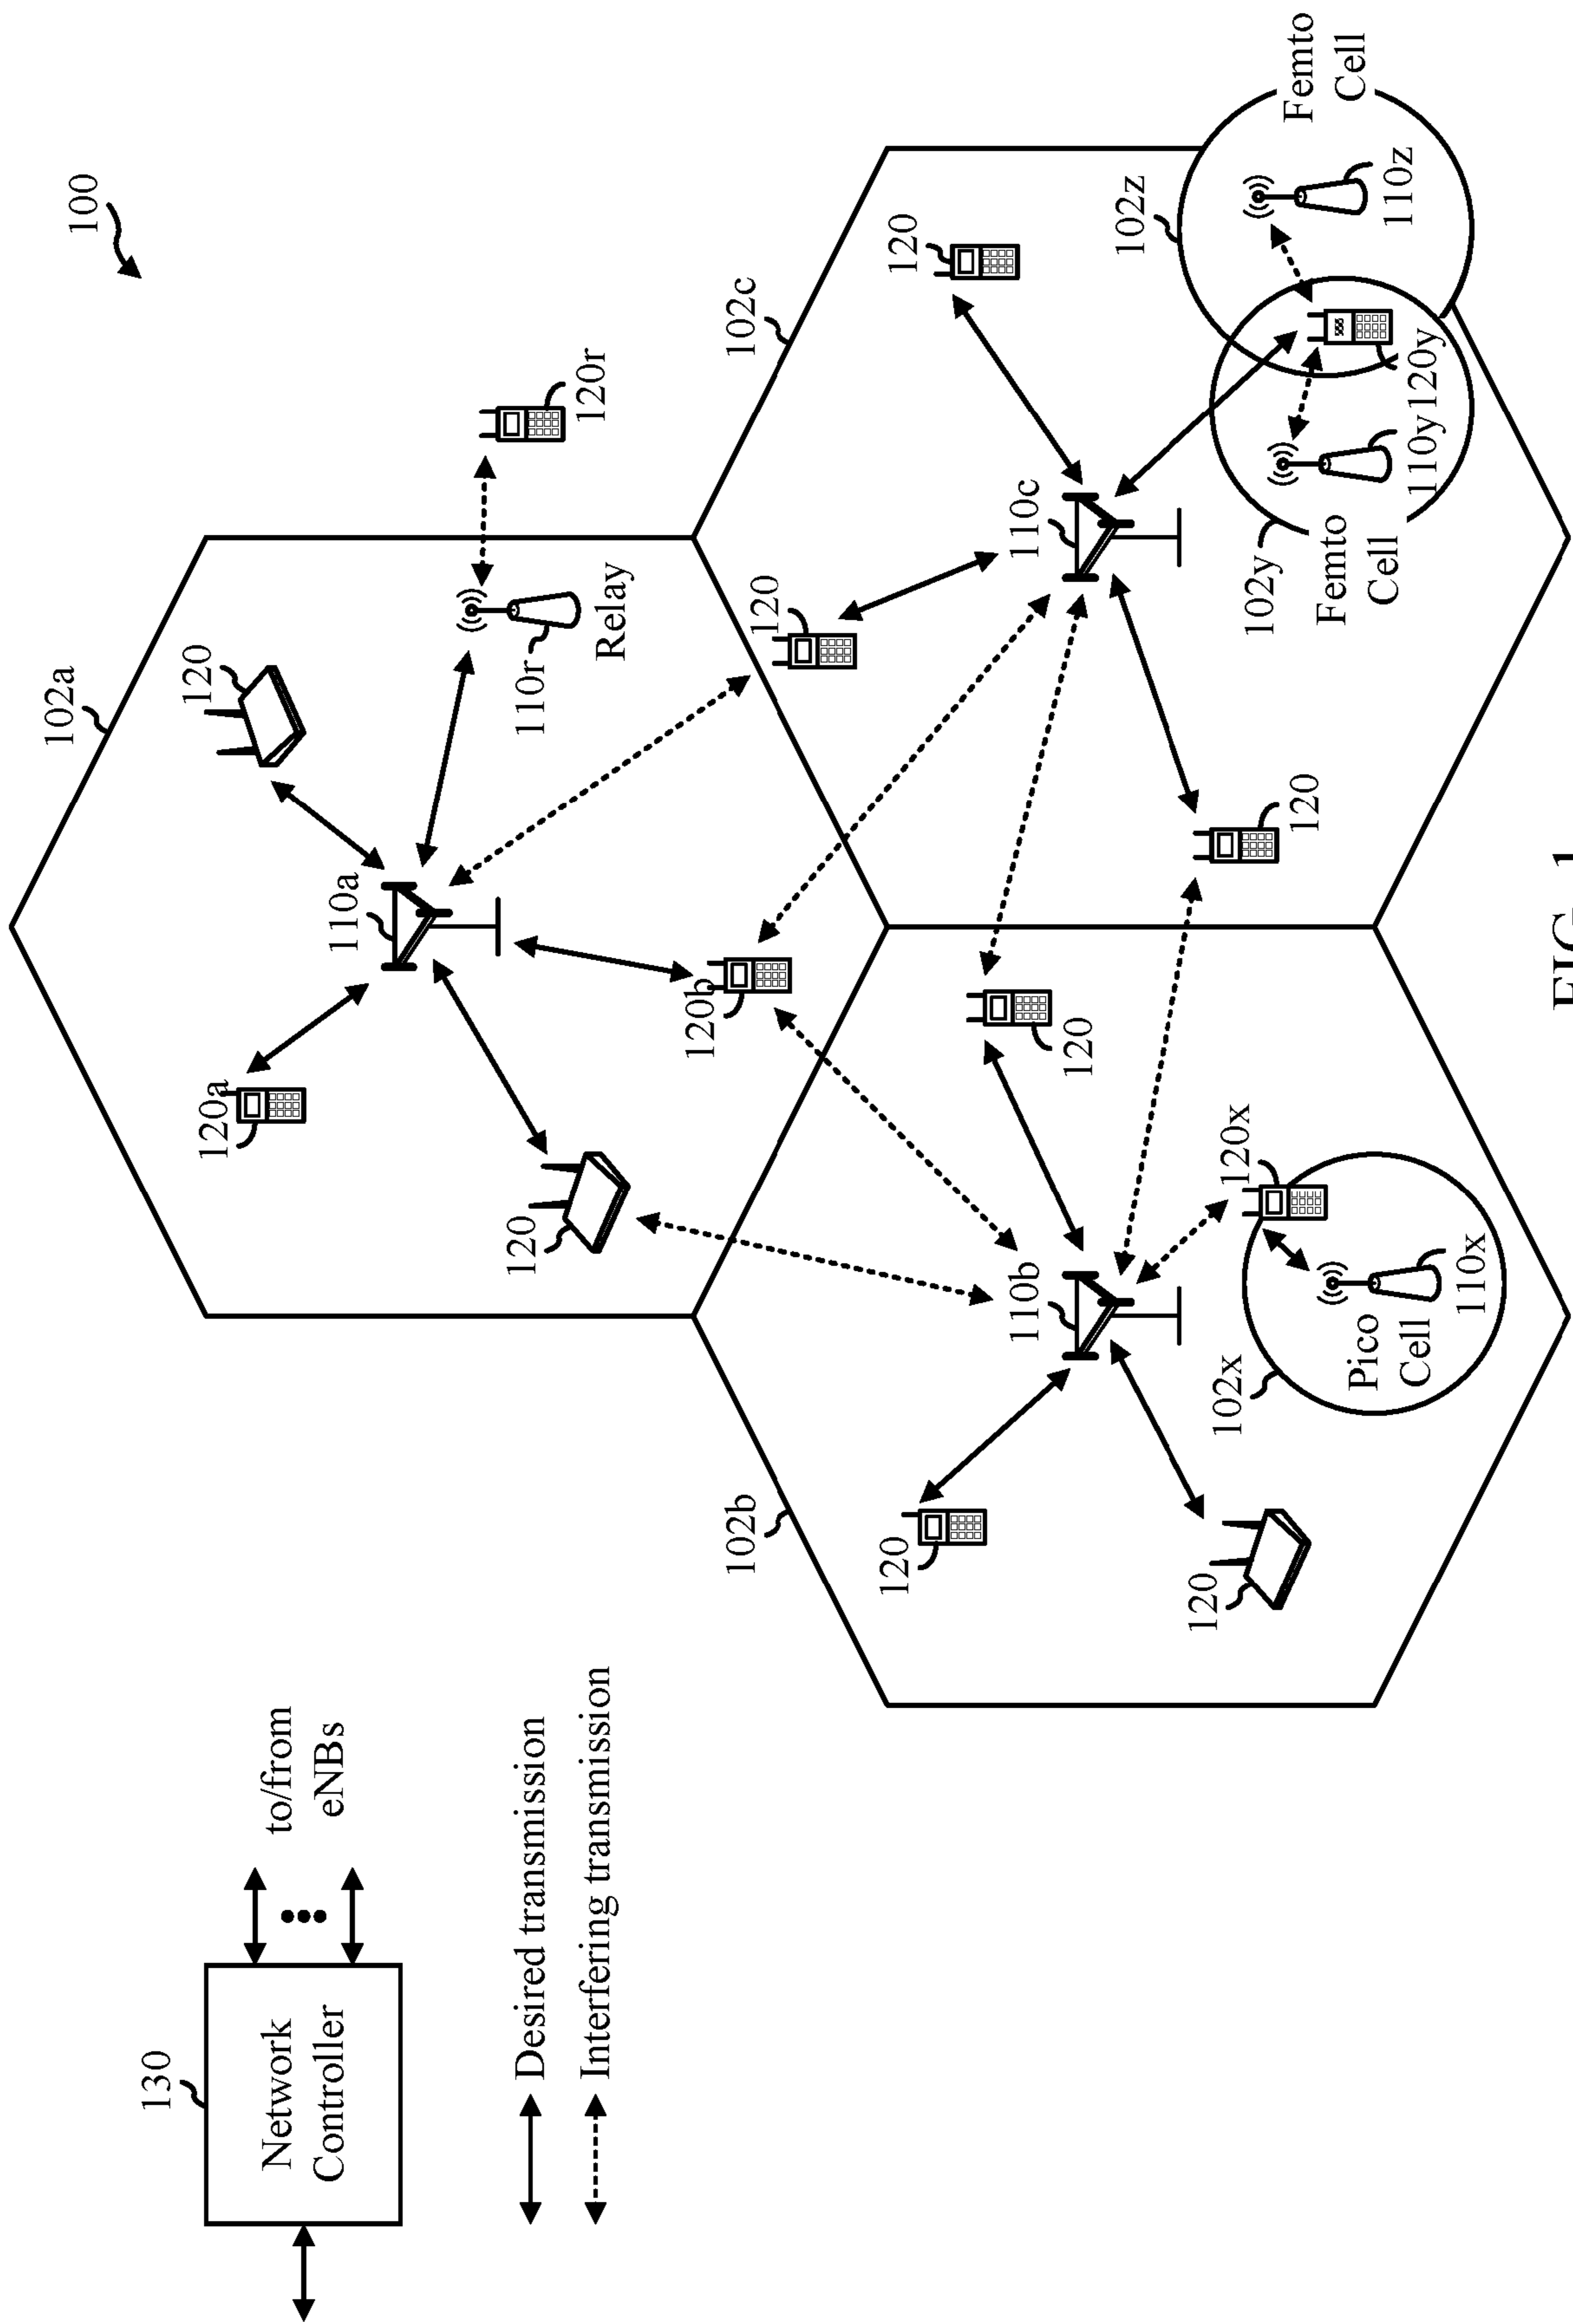 100
130
Network
Controller
to/from
eNBs
Desired transmission
Interfering transmission
102a
120a
110a
120
120
110r
Relay
120r
120b
102b
120
120
110b
120
102x
Pico
Cell
110x
120x
102c
120
120
110c
120
102y
Femto
Cell
110y
120y
102z
110z
Femto
Cell